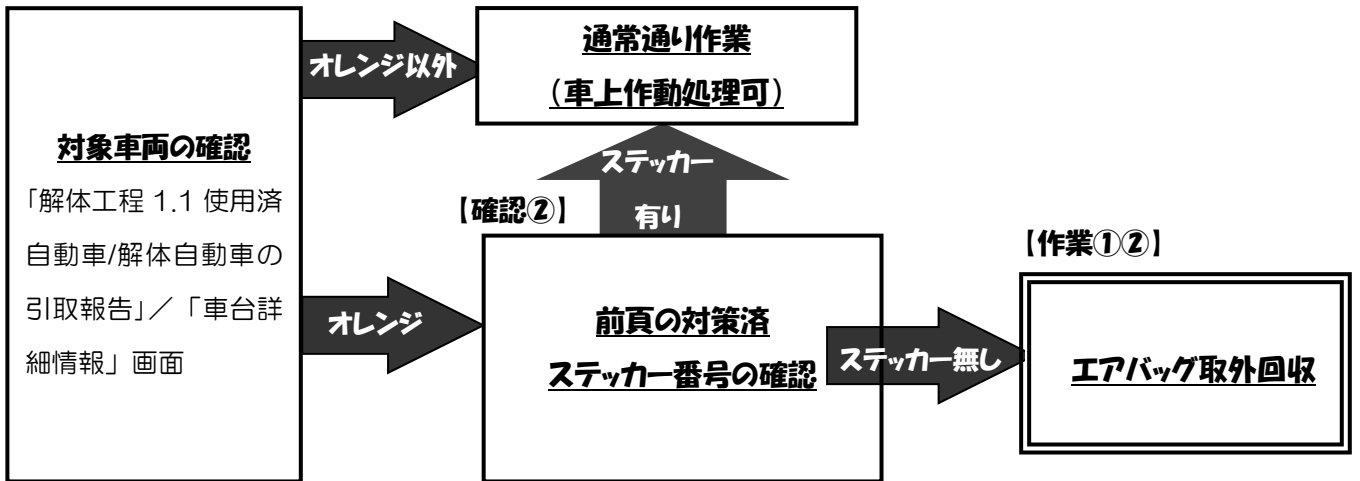 対象車両の確認
「解体工程 1.1 使用済
自動車/解体自動車の
引取報告」／「車台詳
細情報」画面
オレンジ以外
通常通り作業
（車上作動処理可）
ステッカー
有り
オレンジ
【確認②】
前頁の対策済
ステッカー番号の確認
ステッカー無し
【作業①②】
エアバッグ取外回収